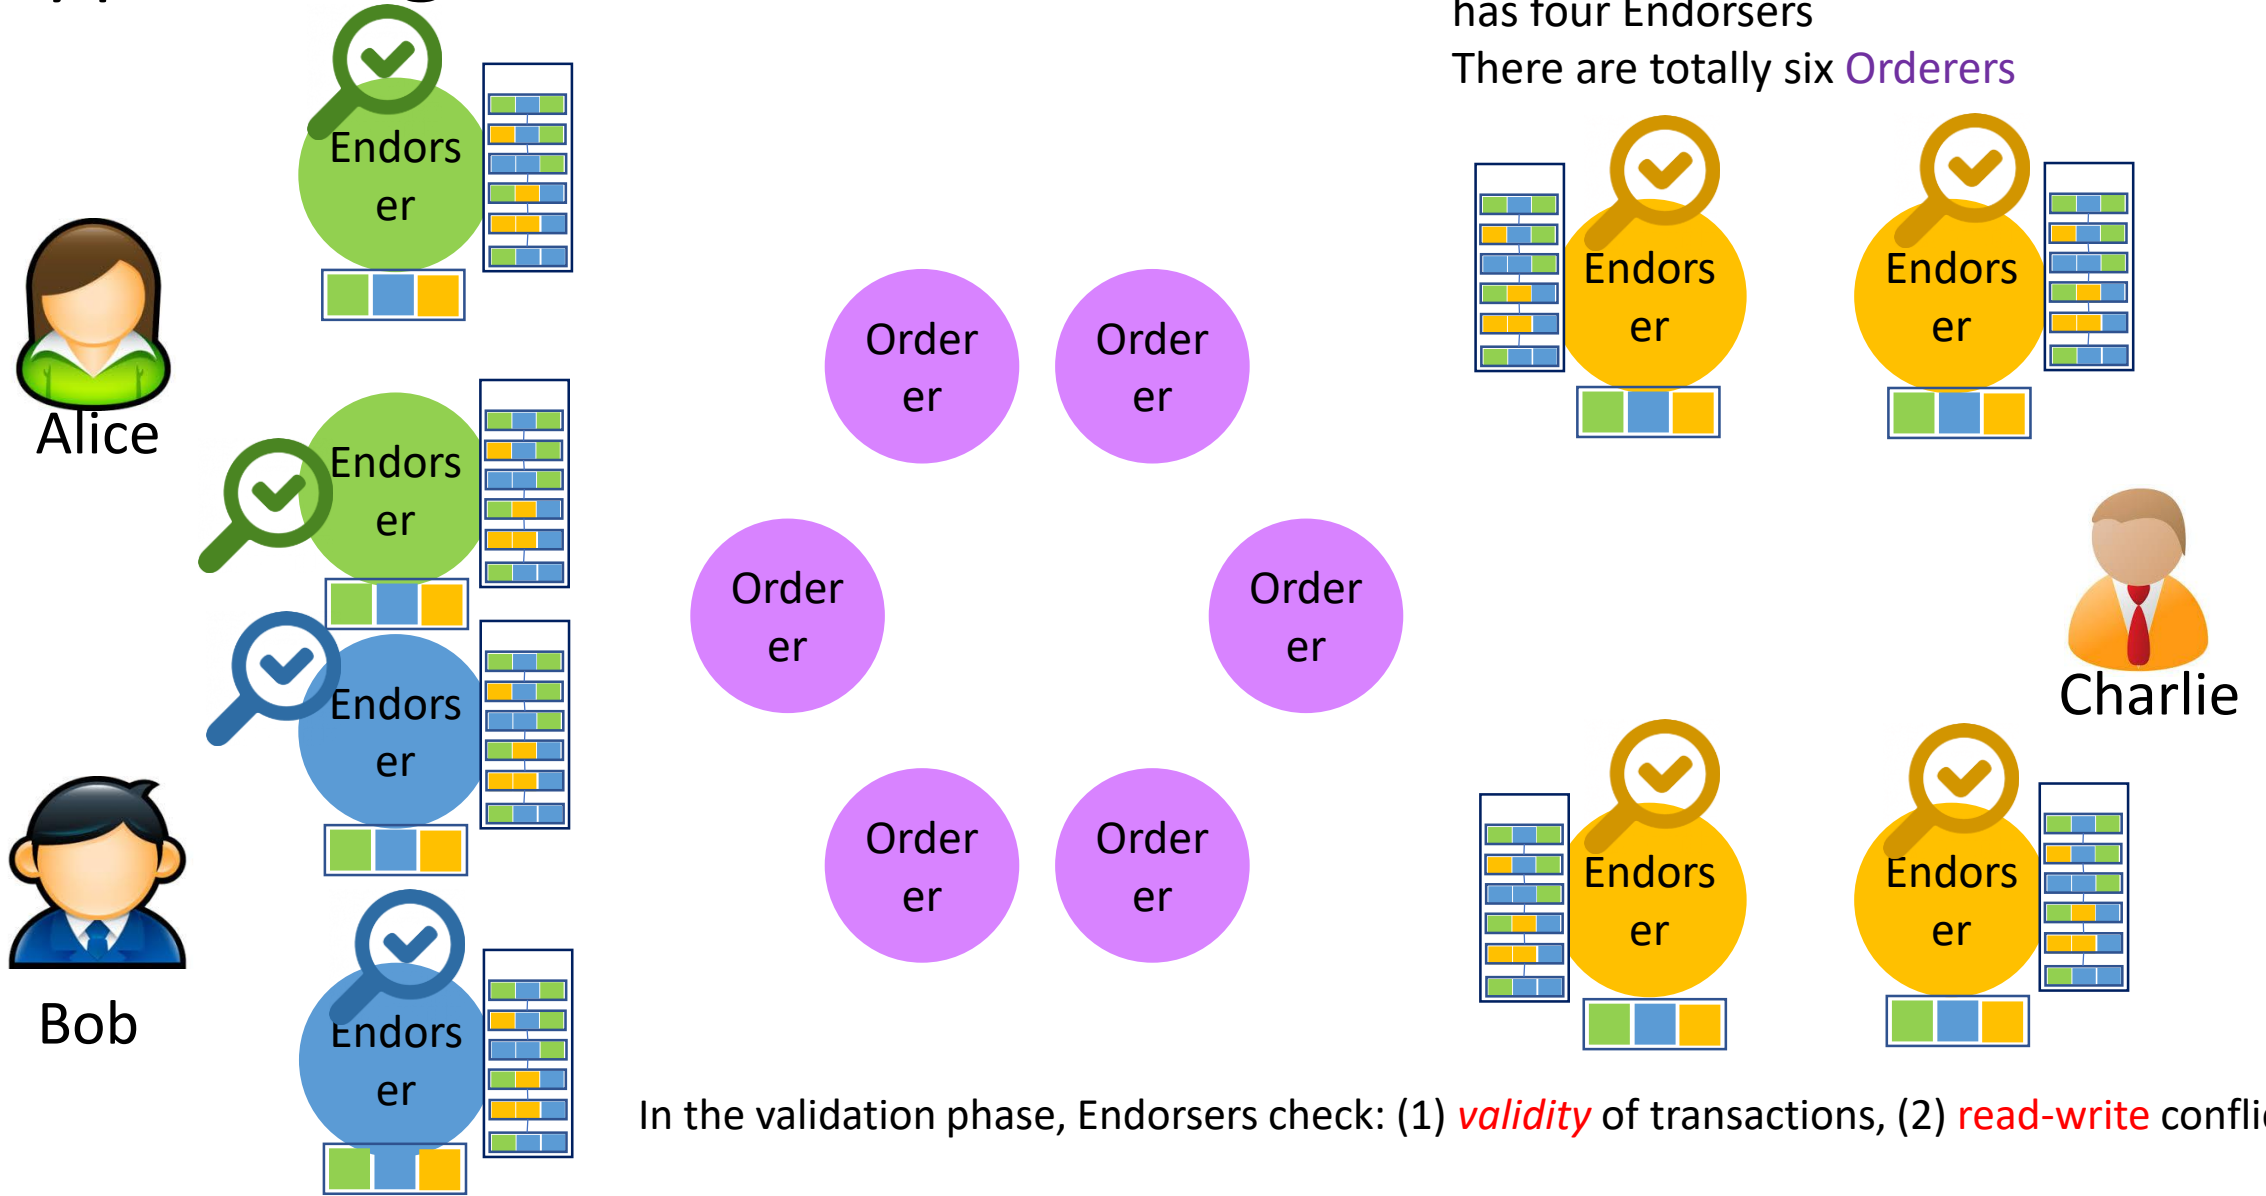 has four Endorsers
There are totally six Orderers
Endors
er
Endors
er
Endors
er
Alice
Order
er
Order
er
Endors
er
Order
er
Order
er
Charlie
Endors
er
Bob
Order
er
Order
er
Endors
er
Endors
er
Endors
er
In the validation phase, Endorsers check: (1) validity of transactions, (2) read-write